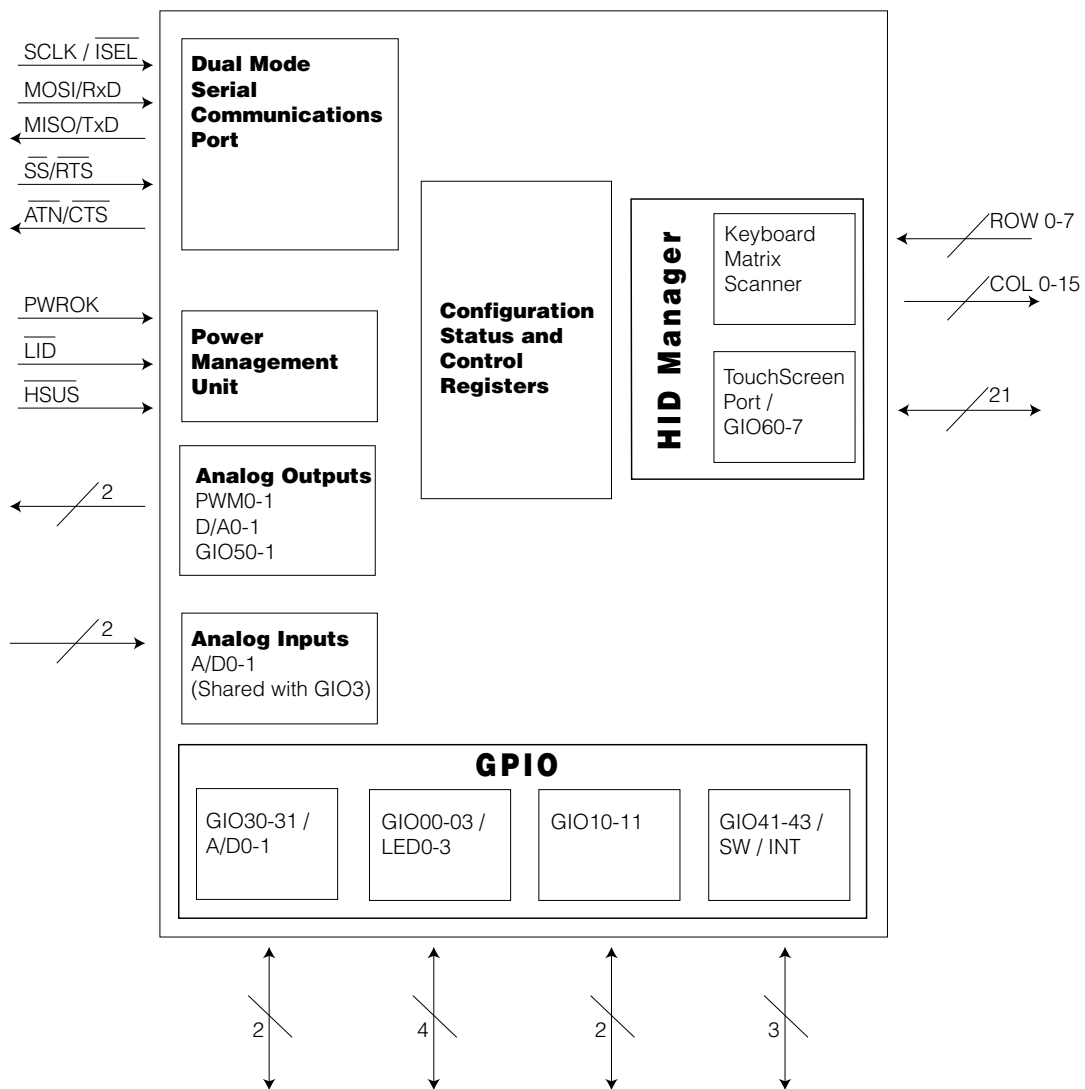 SCLK / ISEL
MOSI/RxD
MISO/TxD
SS/RTS
ATN/CTS
PWROK
LID
HSUS
2
2
Dual Mode
Serial
Communications
Port
Power
Management
Unit
Analog Outputs
PWM0-1
D/A0-1
GIO50-1
Analog Inputs
A/D0-1
(Shared with GIO3)
Configuration
Status and
Control
Registers
HID Manager
Keyboard
Matrix
Scanner
TouchScreen
Port /
GIO60-7
ROW 0-7
COL 0-15
21
GPIO
GIO30-31 /
A/D0-1
GIO00-03 /
LED0-3
GIO10-11
GIO41-43 /
SW / INT
2
4
2
3